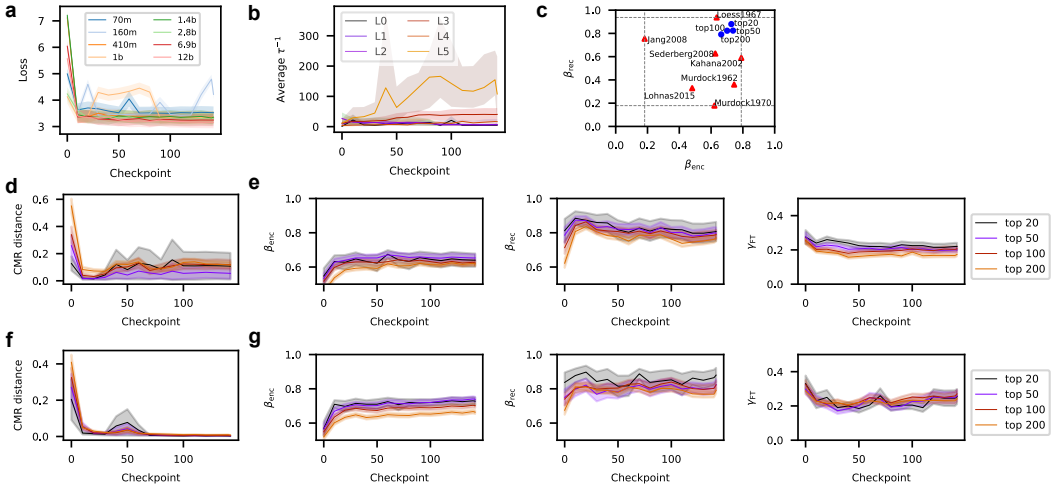 a
Loss
7
6
5
4
3
70m
160m
410m
1b
1.4b
2.8b
6.9b
12b
0 50 100
Checkpoint
b
Average τ⁻¹
300
200
100
0
L0
L1
L2
L3
L4
L5
0 50 100
Checkpoint
c
βrec
1.0
0.8
0.6
0.4
0.2
0.0
Loess1967
top20
top100
top50
top200
Jang2008
Sederberg2008
Kahana2002
Murdock1962
Lohnas2015
Murdock1970
0.0 0.2 0.4 0.6 0.8 1.0
βenc
d
CMR distance
0.6
0.4
0.2
0.0
0 50 100
Checkpoint
e
βenc
1.0
0.8
0.6
0 50 100
Checkpoint
βrec
1.0
0.8
0.6
0 50 100
Checkpoint
γFT
0.4
0.2
0.0
0 50 100
Checkpoint
top 20
top 50
top 100
top 200
f
CMR distance
0.4
0.2
0.0
0 50 100
Checkpoint
g
βenc
1.0
0.8
0.6
0 50 100
Checkpoint
βrec
1.0
0.8
0.6
0 50 100
Checkpoint
γFT
0.4
0.2
0.0
0 50 100
Checkpoint
top 20
top 50
top 100
top 200